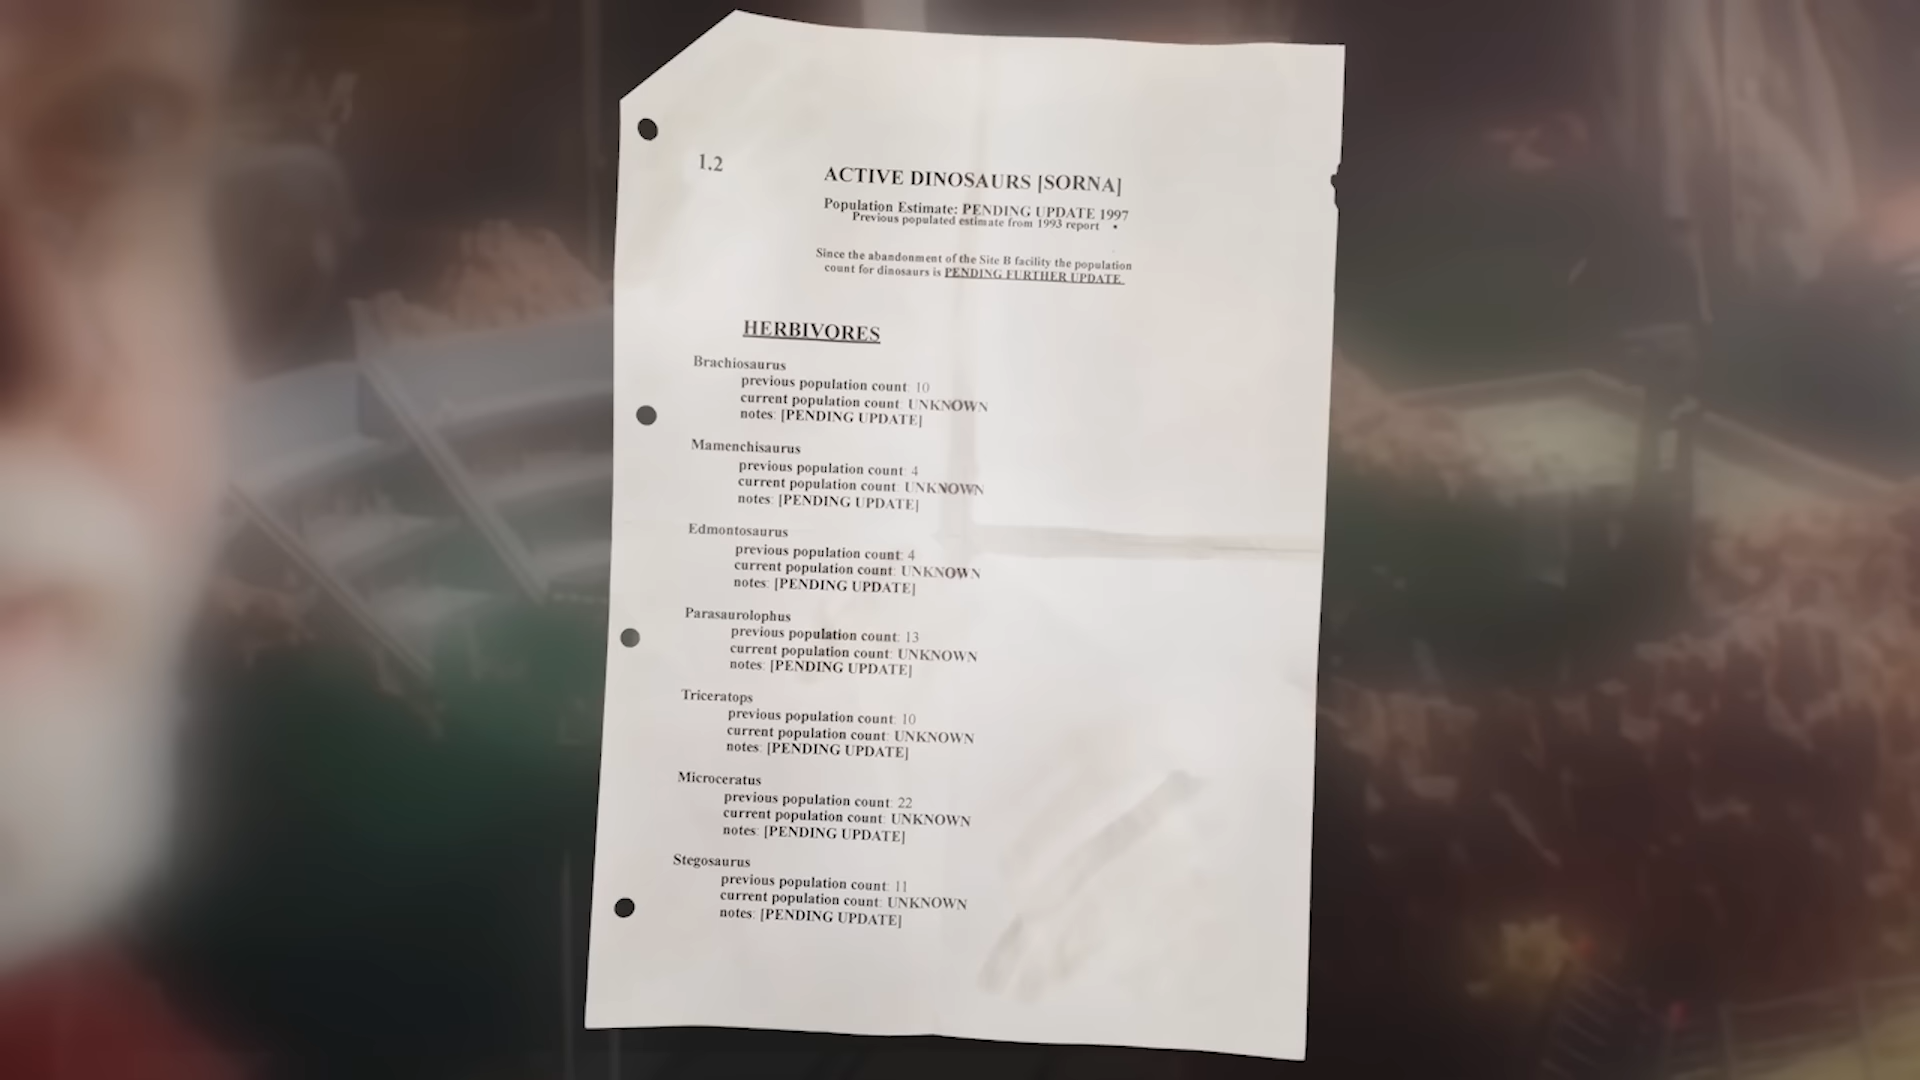 1.2
ACTIVE DINOSAURS [SORNA]
Population Estimate: PENDING UPDATE 1997
Previous populated estimate from 1993 report •
Since the abandonment of the Site B facility the population
count for dinosaurs is PENDING FURTHER UPDATE
HERBIVORES
Brachiosaurus
previous population count: 10
current population count: UNKNOWN
notes: [PENDING UPDATE]
Mamenchisaurus
previous population count: 4
current population count: UNKNOWN
notes: [PENDING UPDATE]
Edmontosaurus
previous population count: 4
current population count: UNKNOWN
notes: [PENDING UPDATE]
Parasaurolophus
previous population count: 13
current population count: UNKNOWN
notes: [PENDING UPDATE]
Triceratops
previous population count: 10
current population count: UNKNOWN
notes: [PENDING UPDATE]
Microceratus
previous population count: 22
current population count: UNKNOWN
notes: [PENDING UPDATE]
Stegosaurus
previous population count: 11
current population count: UNKNOWN
notes: [PENDING UPDATE]